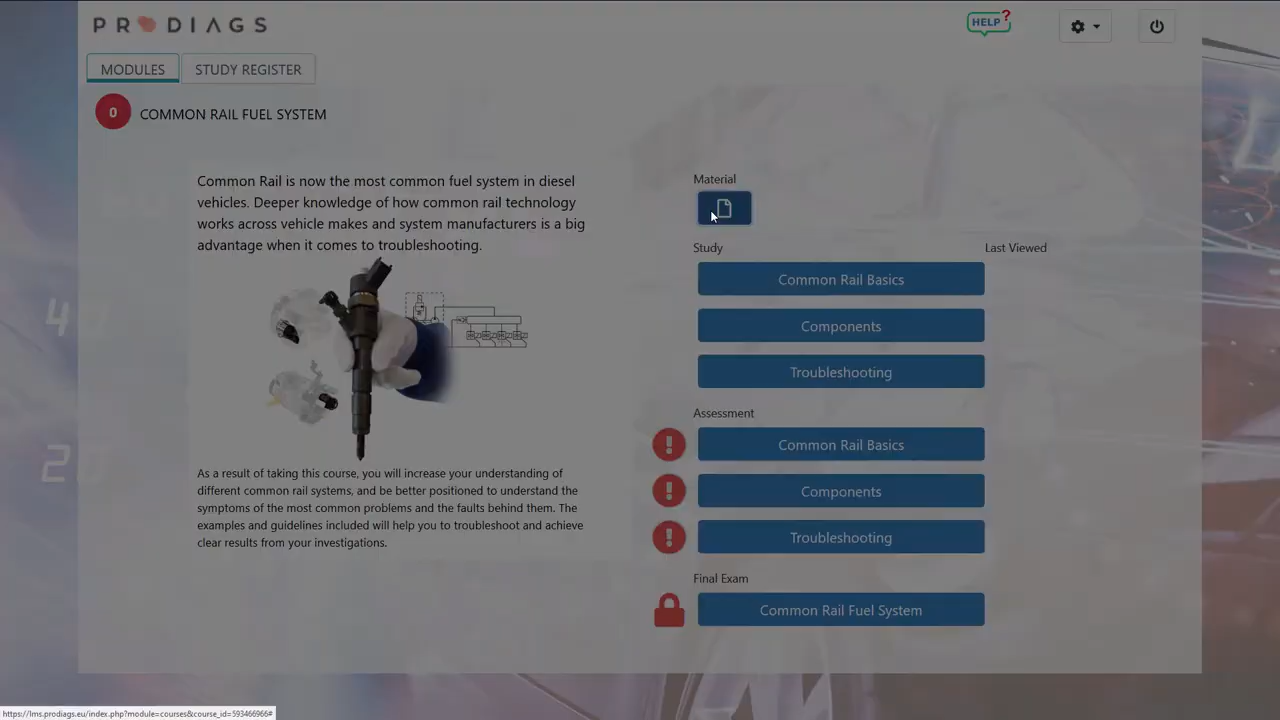 PRODIAGS
HELP?
MODULES
STUDY REGISTER
0
COMMON RAIL FUEL SYSTEM
Common Rail is now the most common fuel system in diesel
vehicles. Deeper knowledge of how common rail technology
works across vehicle makes and system manufacturers is a big
advantage when it comes to troubleshooting.
As a result of taking this course, you will increase your understanding of
different common rail systems, and be better positioned to understand the
symptoms of the most common problems and the faults behind them. The
examples and guidelines included will help you to troubleshoot and achieve
clear results from your investigations.
Material
Study
Last Viewed
Common Rail Basics
Components
Troubleshooting
Assessment
! Common Rail Basics
! Components
! Troubleshooting
Final Exam
Common Rail Fuel System
https://lms.prodiags.eu/index.php?module=courses&course_id=593466966#